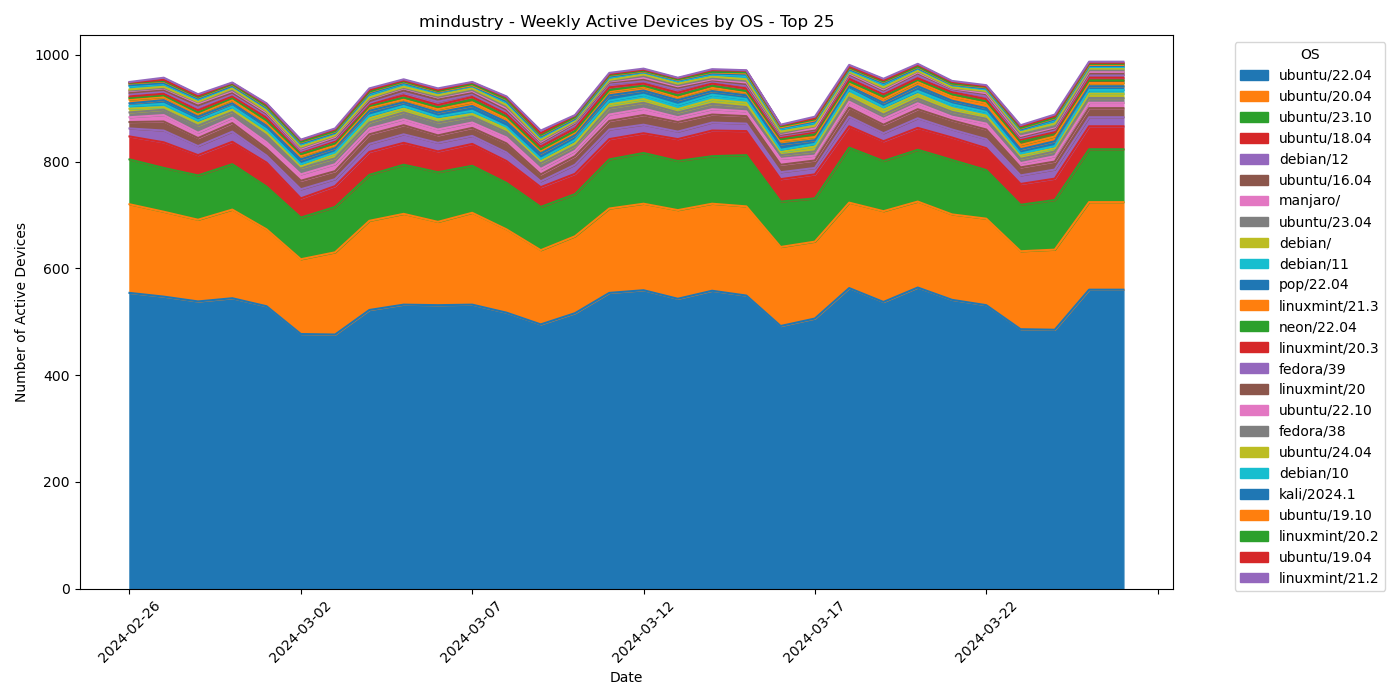 mindustry - Weekly Active Devices by OS - Top 25
1000
800
600
400
200
0
Number of Active Devices
2024-02-26
2024-03-02
2024-03-07
2024-03-12
2024-03-17
2024-03-22
Date
OS
ubuntu/22.04
ubuntu/20.04
ubuntu/23.10
ubuntu/18.04
debian/12
ubuntu/16.04
manjaro/
ubuntu/23.04
debian/
debian/11
pop/22.04
linuxmint/21.3
neon/22.04
linuxmint/20.3
fedora/39
linuxmint/20
ubuntu/22.10
fedora/38
ubuntu/24.04
debian/10
kali/2024.1
ubuntu/19.10
linuxmint/20.2
ubuntu/19.04
linuxmint/21.2